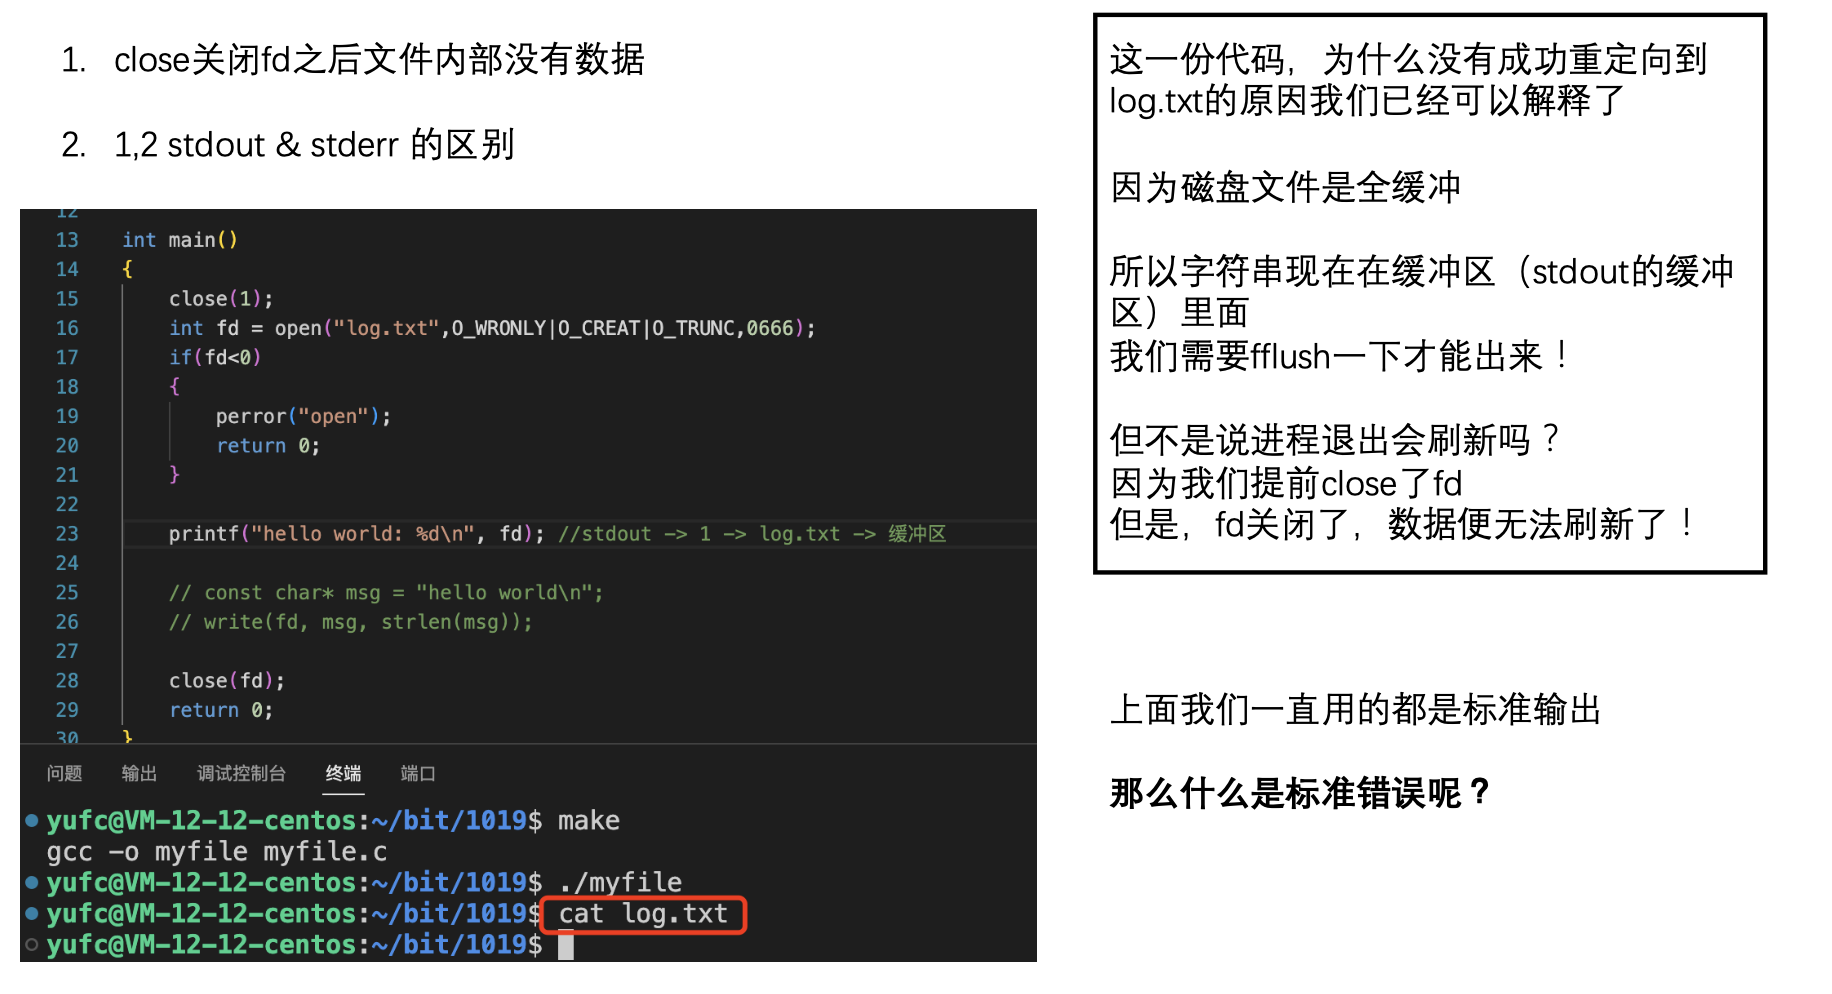 1. close关闭fd之后文件内部没有数据
2. 1,2 stdout & stderr 的区别
12
13 int main()
14 {
15 close(1);
16 int fd = open("log.txt",O_WRONLY|O_CREAT|O_TRUNC,0666);
17 if(fd<0)
18 {
19 perror("open");
20 return 0;
21 }
22
23 printf("hello world: %d\n", fd); //stdout -> 1 -> log.txt -> 缓冲区
24
25 // const char* msg = "hello world\n";
26 // write(fd, msg, strlen(msg));
27
28 close(fd);
29 return 0;
30 }
问题 输出 调试控制台 终端 端口
yufc@VM-12-12-centos:~/bit/1019$ make
gcc -o myfile myfile.c
yufc@VM-12-12-centos:~/bit/1019$ ./myfile
yufc@VM-12-12-centos:~/bit/1019$ cat log.txt
yufc@VM-12-12-centos:~/bit/1019$
这一份代码，为什么没有成功重定向到
log.txt的原因我们已经可以解释了
因为磁盘文件是全缓冲
所以字符串现在在缓冲区（stdout的缓冲
区）里面
我们需要fflush一下才能出来！
但不是说进程退出会刷新吗？
因为我们提前close了fd
但是，fd关闭了，数据便无法刷新了！
上面我们一直用的都是标准输出
那么什么是标准错误呢？